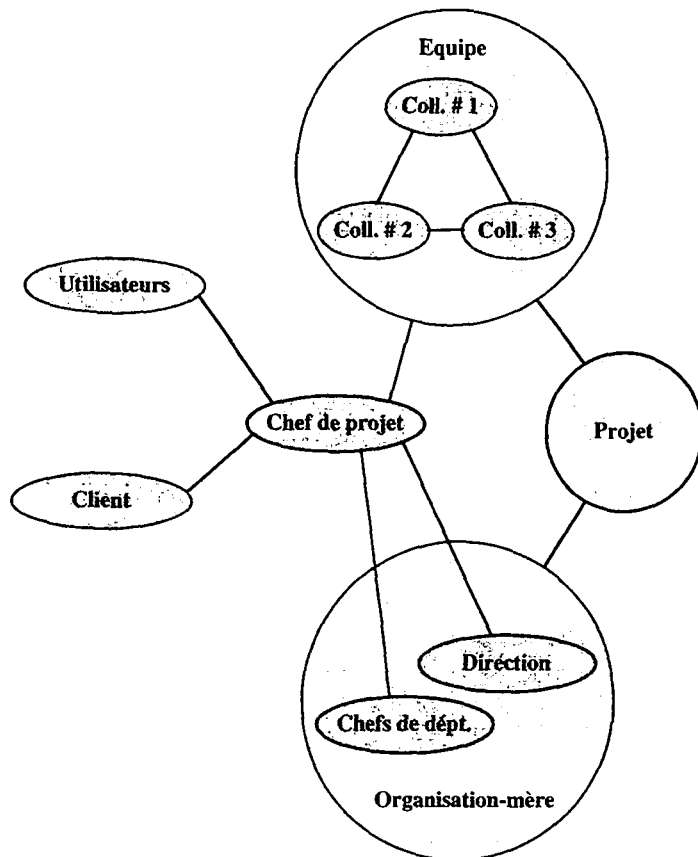 Equipe
Coll. # 1
Coll. # 2
Coll. # 3
Utilisateurs
Chef de projet
Projet
Client
Direction
Chefs de dépt.
Organisation-mère